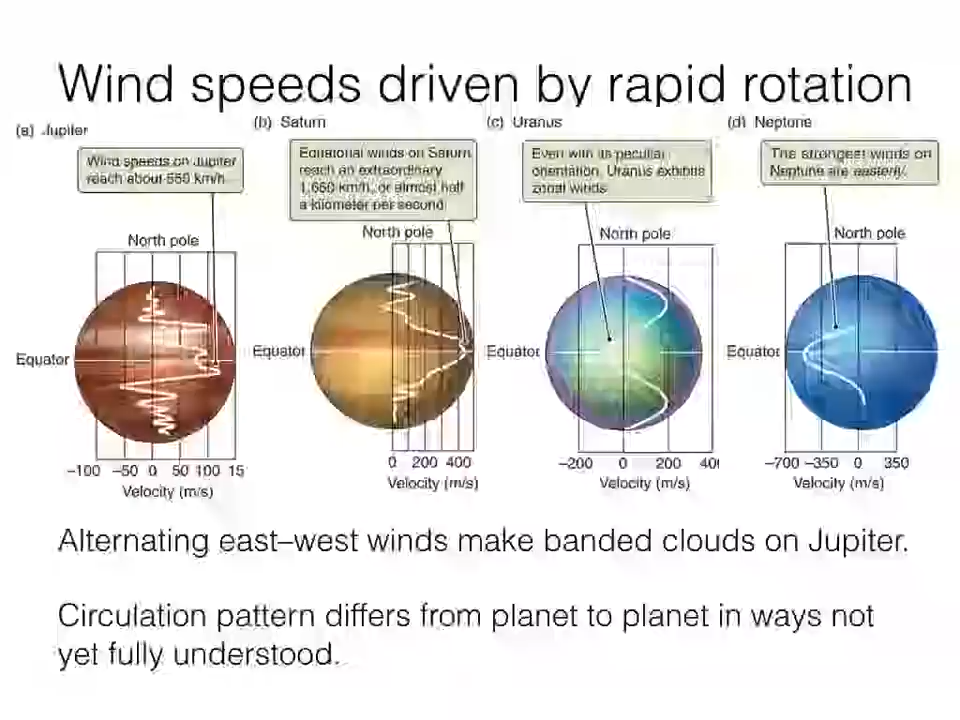 Wind speeds driven by rapid rotation
(a) Jupiter
(b) Saturn
(c) Uranus
(d) Neptune
Wind speeds on Jupiter
reach about 550 km/h.
Equatorial winds on Saturn
reach an extraordinary
1,650 km/h, or almost half
a kilometer per second.
Even with its peculiar
orientation, Uranus exhibits
zonal winds.
The strongest winds on
Neptune are easterly.
North pole
North pole
North pole
North pole
Equator
Equator
Equator
Equator
−100 −50 0 50 100 15
0 200 400
−200 0 200 40
−700 −350 0 350
Velocity (m/s)
Velocity (m/s)
Velocity (m/s)
Velocity (m/s)
Alternating east–west winds make banded clouds on Jupiter.
Circulation pattern differs from planet to planet in ways not
yet fully understood.